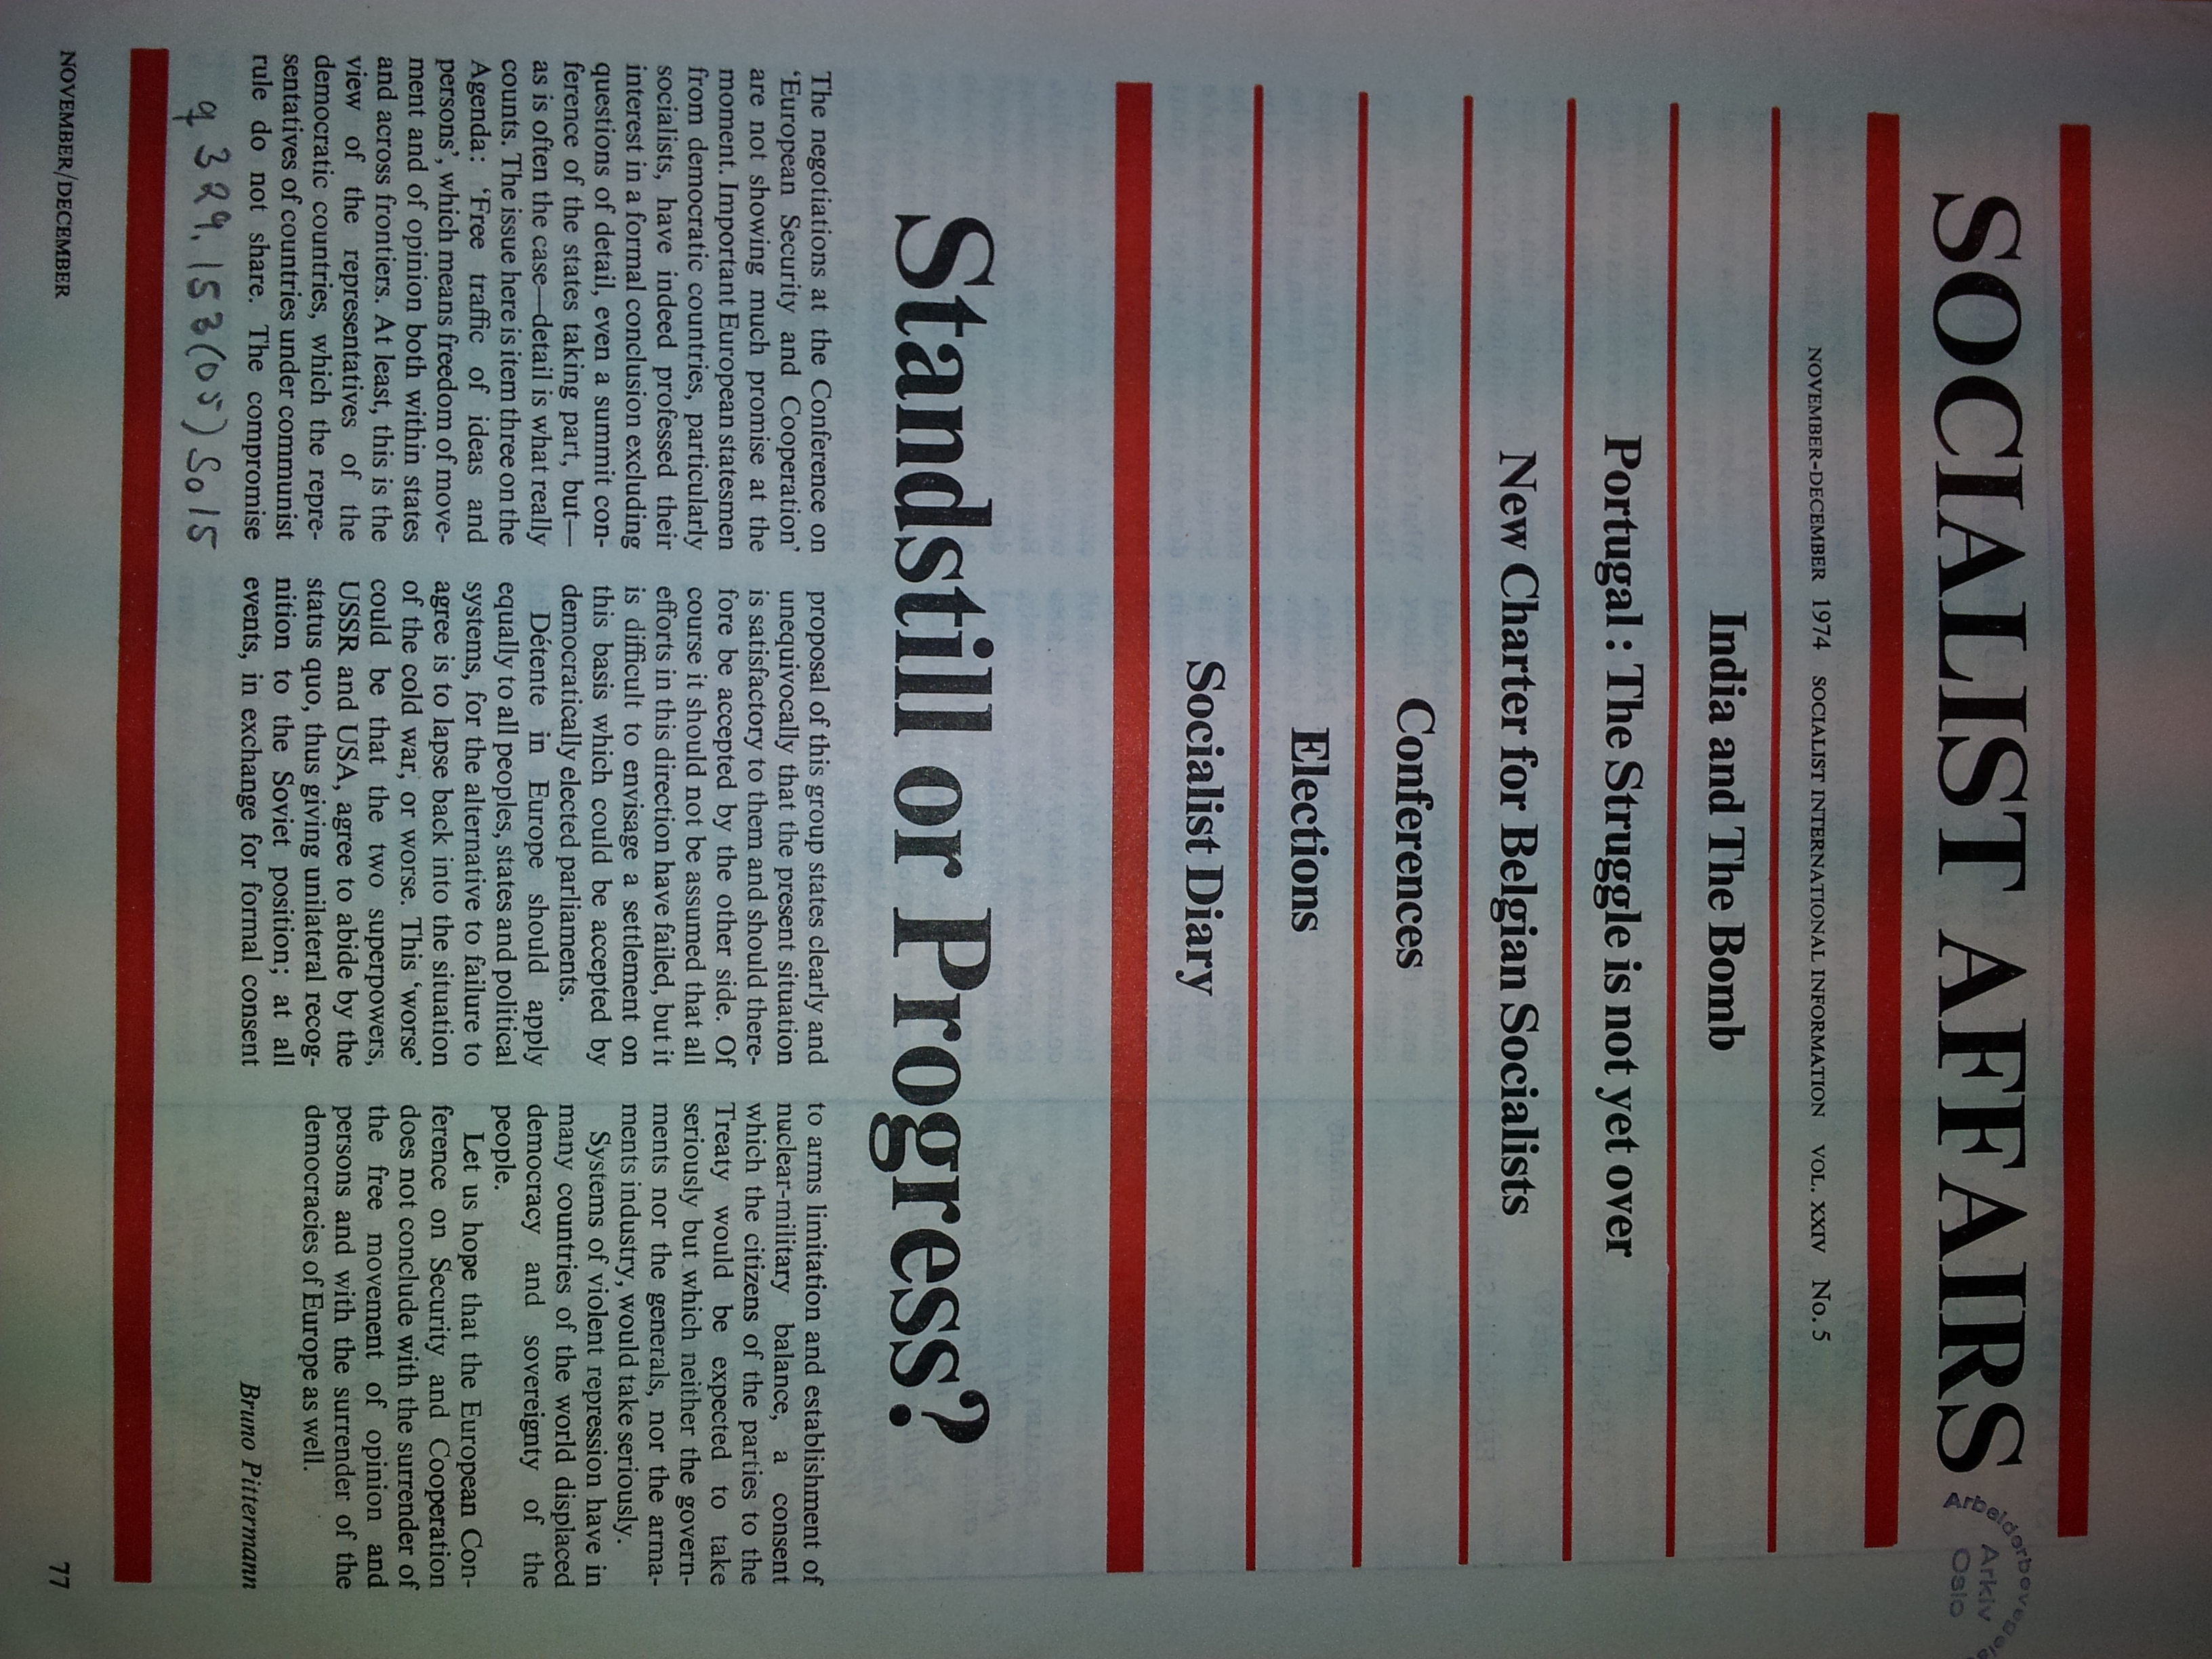 SOCIALIST AFFAIRS
Arbeiderbevegelsens
Arkiv
Oslo
NOVEMBER-DECEMBER 1974 SOCIALIST INTERNATIONAL INFORMATION VOL. XXIV No. 5
India and The Bomb
Portugal : The Struggle is not yet over
New Charter for Belgian Socialists
Conferences
Elections
Socialist Diary
Standstill or Progress?
The negotiations at the Conference on
‘European Security and Cooperation’
are not showing much promise at the
moment. Important European statesmen
from democratic countries, particularly
socialists, have indeed professed their
interest in a formal conclusion excluding
questions of detail, even a summit con-
ference of the states taking part, but—
as is often the case—detail is what really
counts. The issue here is item three on the
Agenda: ‘Free traffic of ideas and
persons’, which means freedom of move-
ment and of opinion both within states
and across frontiers. At least, this is the
view of the representatives of the
democratic countries, which the repre-
sentatives of countries under communist
rule do not share. The compromise
proposal of this group states clearly and
unequivocally that the present situation
is satisfactory to them and should there-
fore be accepted by the other side. Of
course it should not be assumed that all
efforts in this direction have failed, but it
is difficult to envisage a settlement on
this basis which could be accepted by
democratically elected parliaments.
Détente in Europe should apply
equally to all peoples, states and political
systems, for the alternative to failure to
agree is to lapse back into the situation
of the cold war, or worse. This ‘worse’
could be that the two superpowers,
USSR and USA, agree to abide by the
status quo, thus giving unilateral recog-
nition to the Soviet position; at all
events, in exchange for formal consent
to arms limitation and establishment of
nuclear-military balance, a consent
which the citizens of the parties to the
Treaty would be expected to take
seriously but which neither the govern-
ments nor the generals, nor the arma-
ments industry, would take seriously.
Systems of violent repression have in
many countries of the world displaced
democracy and sovereignty of the
people.
Let us hope that the European Con-
ference on Security and Cooperation
does not conclude with the surrender of
the free movement of opinion and
persons and with the surrender of the
democracies of Europe as well.
Bruno Pittermann
q 329.153(05) So15
NOVEMBER/DECEMBER 77